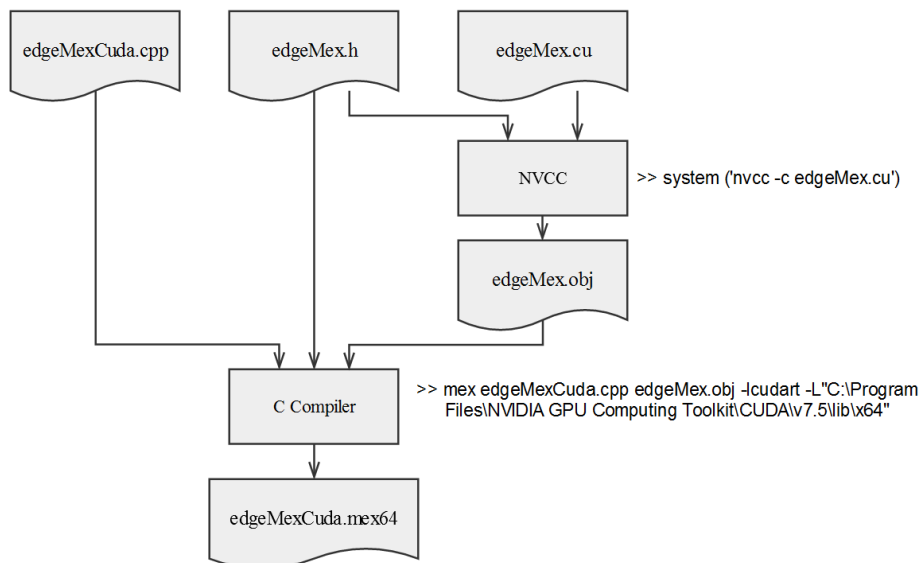 edgeMexCuda.cpp
edgeMex.h
edgeMex.cu
NVCC
>> system ('nvcc -c edgeMex.cu')
edgeMex.obj
C Compiler
>> mex edgeMexCuda.cpp edgeMex.obj -lcudart -L"C:\Program
Files\NVIDIA GPU Computing Toolkit\CUDA\v7.5\lib\x64"
edgeMexCuda.mex64